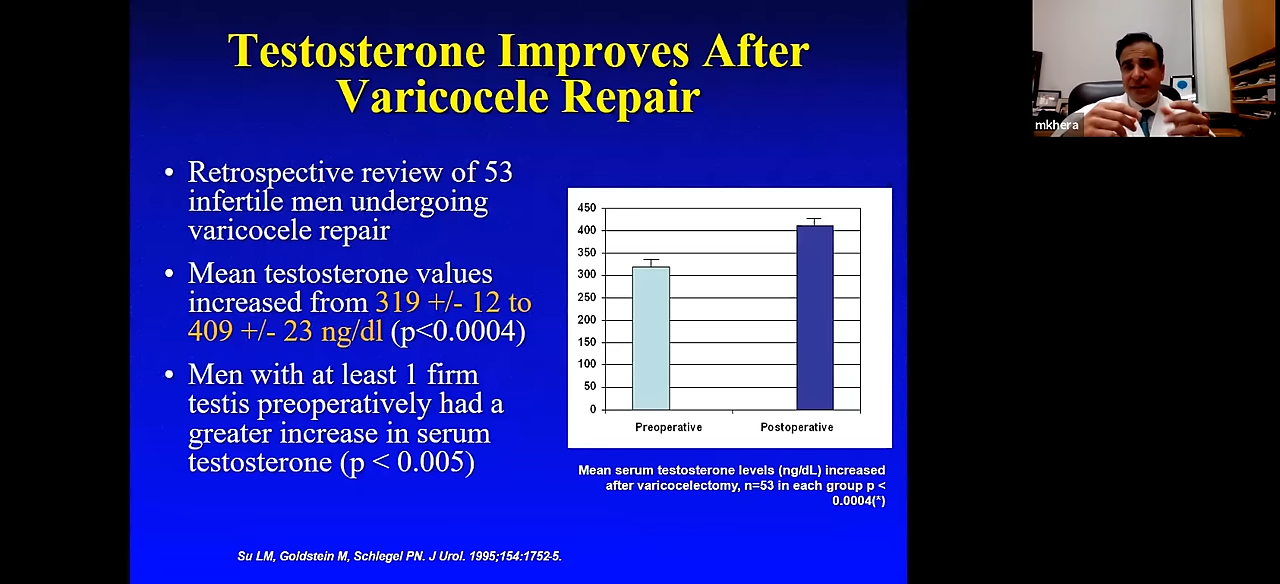 Testosterone Improves After
Varicocele Repair
• Retrospective review of 53
infertile men undergoing
varicocele repair
• Mean testosterone values
increased from 319 +/- 12 to
409 +/- 23 ng/dl (p<0.0004)
• Men with at least 1 firm
testis preoperatively had a
greater increase in serum
testosterone (p < 0.005)
450
400
350
300
250
200
150
100
50
0
Preoperative Postoperative
Mean serum testosterone levels (ng/dL) increased
after varicocelectomy, n=53 in each group p <
0.0004(*)
Su LM, Goldstein M, Schlegel PN. J Urol. 1995;154:1752-5.
mkhera